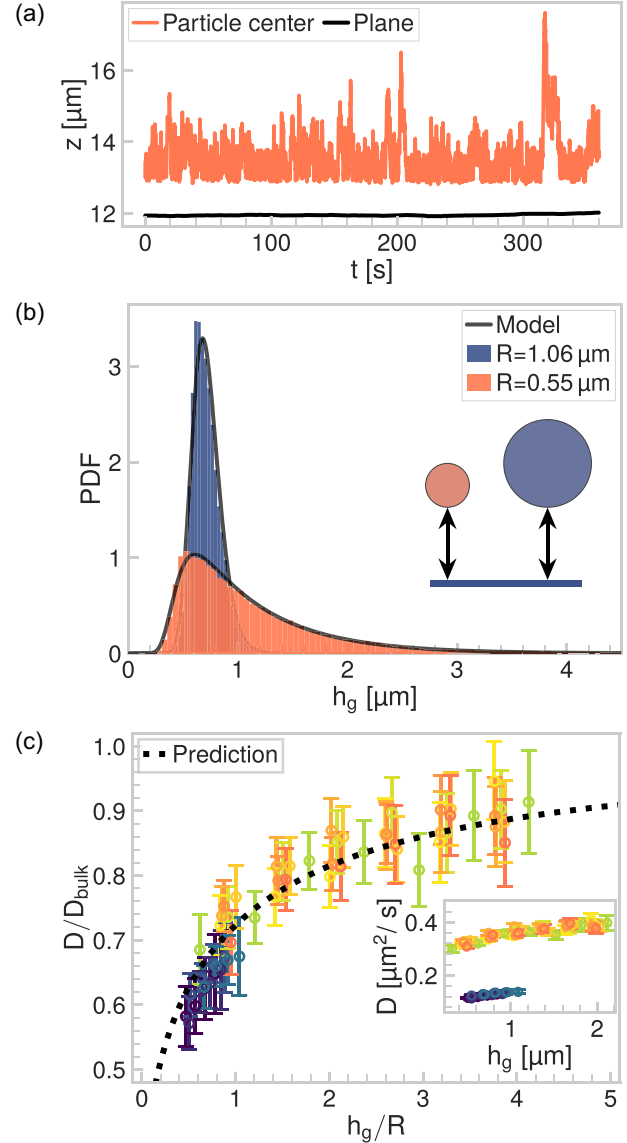 (a)
Particle center
Plane
16
14
12
z [μm]
0
100
200
300
t [s]
(b)
Model
R=1.06 μm
R=0.55 μm
3
2
1
0
PDF
0
1
2
3
4
h_g [μm]
(c)
Prediction
1.0
0.9
0.8
0.7
0.6
0.5
D/D_bulk
0.4
0.2
D [μm²/ s]
1
2
h_g [μm]
0
1
2
3
4
5
h_g/R